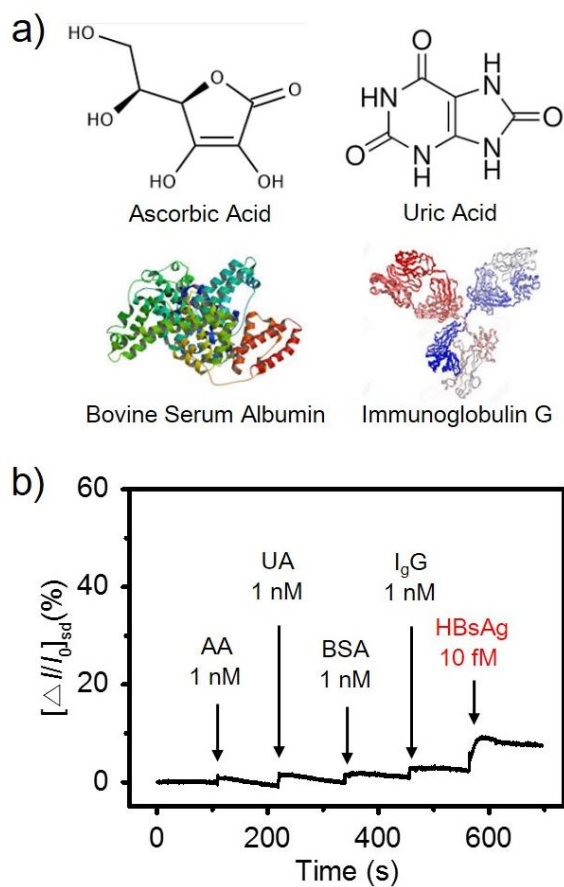 a)
HO
HO
O
O
HO
OH
Ascorbic Acid
O
H
N
HN
O
O
N
H
N
H
Uric Acid
Bovine Serum Albumin
Immunoglobulin G
b)
[△I/I₀]sd(%)
60
40
20
0
AA
1 nM
UA
1 nM
BSA
1 nM
IgG
1 nM
HBsAg
10 fM
0
200
400
600
Time (s)